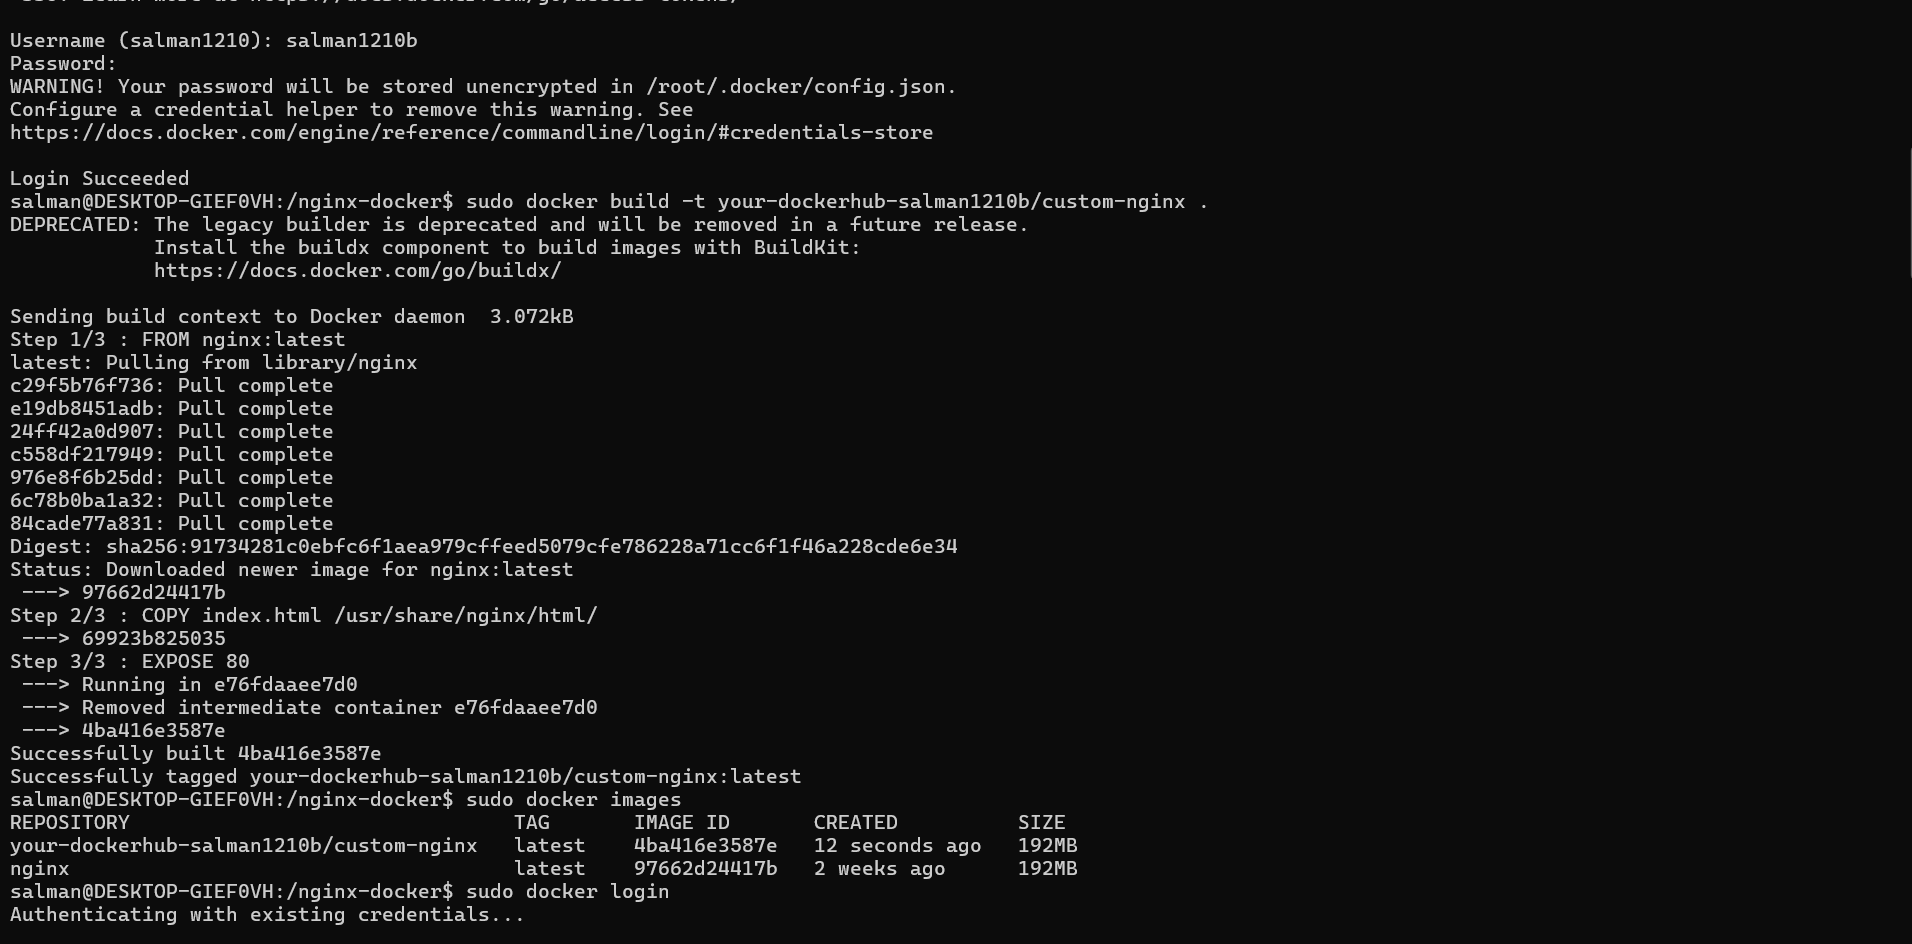 Username (salman1210): salman1210b
Password:
WARNING! Your password will be stored unencrypted in /root/.docker/config.json.
Configure a credential helper to remove this warning. See
https://docs.docker.com/engine/reference/commandline/login/#credentials-store
Login Succeeded
salman@DESKTOP-GIEF0VH:/nginx-docker$ sudo docker build -t your-dockerhub-salman1210b/custom-nginx .
DEPRECATED: The legacy builder is deprecated and will be removed in a future release.
            Install the buildx component to build images with BuildKit:
            https://docs.docker.com/go/buildx/
Sending build context to Docker daemon  3.072kB
Step 1/3 : FROM nginx:latest
latest: Pulling from library/nginx
c29f5b76f736: Pull complete
e19db8451adb: Pull complete
24ff42a0d907: Pull complete
c558df217949: Pull complete
976e8f6b25dd: Pull complete
6c78b0ba1a32: Pull complete
84cade77a831: Pull complete
Digest: sha256:91734281c0ebfc6f1aea979cffeed5079cfe786228a71cc6f1f46a228cde6e34
Status: Downloaded newer image for nginx:latest
 ---> 97662d24417b
Step 2/3 : COPY index.html /usr/share/nginx/html/
 ---> 69923b825035
Step 3/3 : EXPOSE 80
 ---> Running in e76fdaaee7d0
 ---> Removed intermediate container e76fdaaee7d0
 ---> 4ba416e3587e
Successfully built 4ba416e3587e
Successfully tagged your-dockerhub-salman1210b/custom-nginx:latest
salman@DESKTOP-GIEF0VH:/nginx-docker$ sudo docker images
REPOSITORY                                TAG       IMAGE ID       CREATED          SIZE
your-dockerhub-salman1210b/custom-nginx   latest    4ba416e3587e   12 seconds ago   192MB
nginx                                     latest    97662d24417b   2 weeks ago      192MB
salman@DESKTOP-GIEF0VH:/nginx-docker$ sudo docker login
Authenticating with existing credentials...